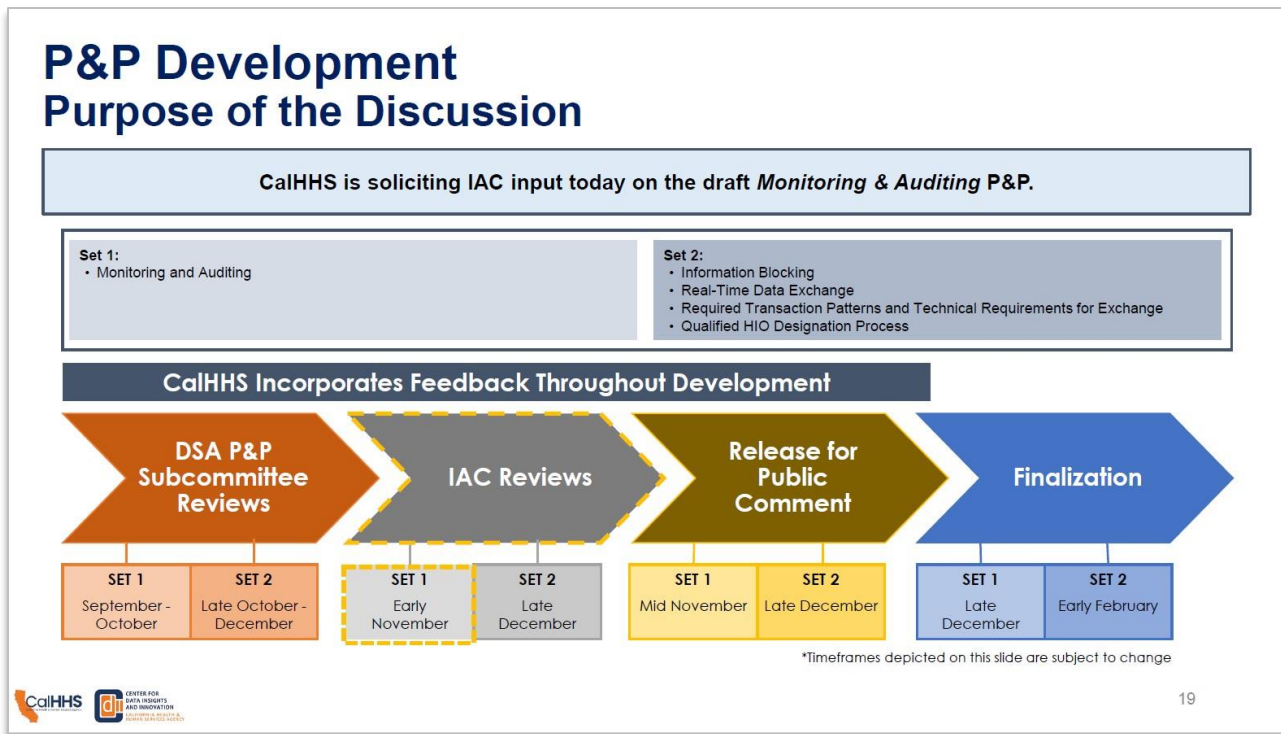 P&P Development
Purpose of the Discussion
CalHHS is soliciting IAC input today on the draft Monitoring & Auditing P&P.
Set 1:
• Monitoring and Auditing
Set 2:
• Information Blocking
• Real-Time Data Exchange
• Required Transaction Patterns and Technical Requirements for Exchange
• Qualified HIO Designation Process
CalHHS Incorporates Feedback Throughout Development
DSA P&P
Subcommittee
Reviews
IAC Reviews
Release for
Public
Comment
Finalization
SET 1
September -
October
SET 2
Late October -
December
SET 1
Early
November
SET 2
Late
December
SET 1
Mid November
SET 2
Late December
SET 1
Late
December
SET 2
Early February
*Timeframes depicted on this slide are subject to change
CalHHS
CENTER FOR
DATA INSIGHTS
AND INNOVATION
CALIFORNIA HEALTH &
HUMAN SERVICES AGENCY
19